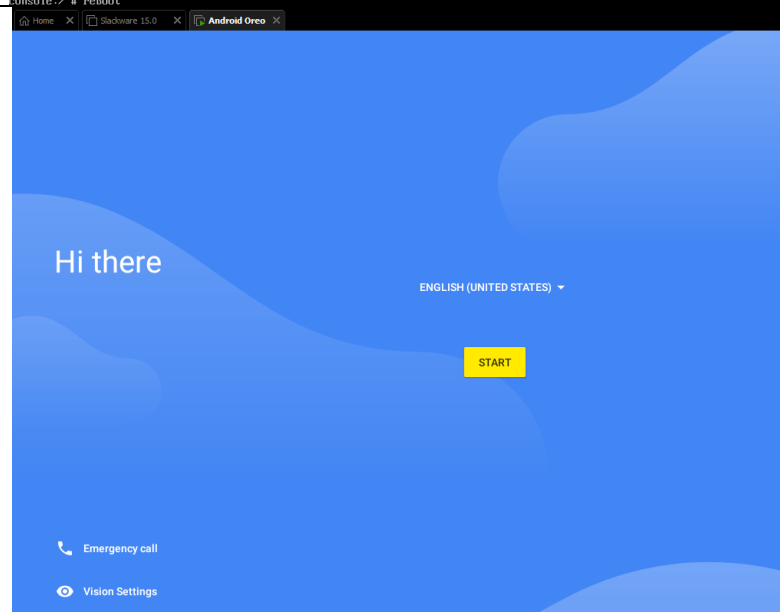 console:/ # reboot
Home Slackware 15.0 Android Oreo
Hi there
ENGLISH (UNITED STATES)
START
Emergency call
Vision Settings